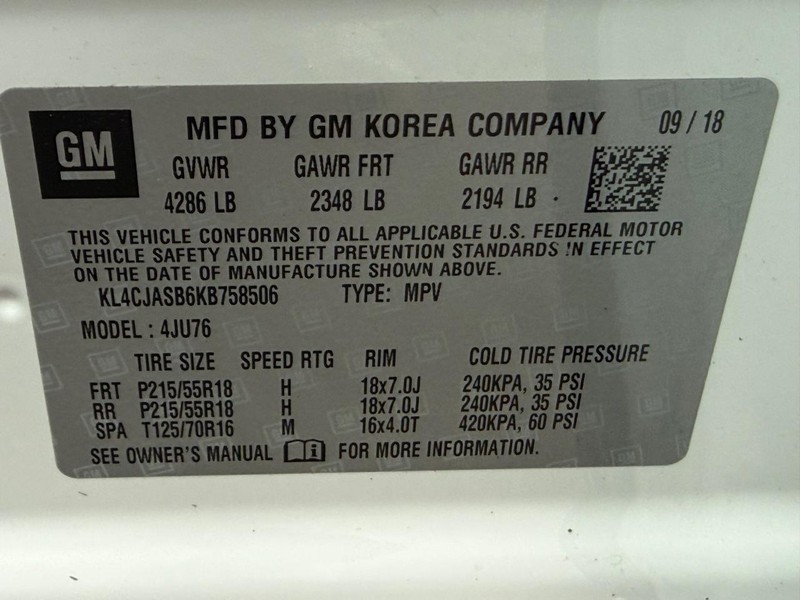 GM MFD BY GM KOREA COMPANY 09 / 18
GVWR GAWR FRT GAWR RR
4286 LB 2348 LB 2194 LB
THIS VEHICLE CONFORMS TO ALL APPLICABLE U.S. FEDERAL MOTOR
VEHICLE SAFETY AND THEFT PREVENTION STANDARDS IN EFFECT
ON THE DATE OF MANUFACTURE SHOWN ABOVE.
KL4CJASB6KB758506 TYPE: MPV
MODEL : 4JU76
TIRE SIZE SPEED RTG RIM COLD TIRE PRESSURE
FRT P215/55R18 H 18x7.0J 240KPA, 35 PSI
RR P215/55R18 H 18x7.0J 240KPA, 35 PSI
SPA T125/70R16 M 16x4.0T 420KPA, 60 PSI
SEE OWNER'S MANUAL i FOR MORE INFORMATION.